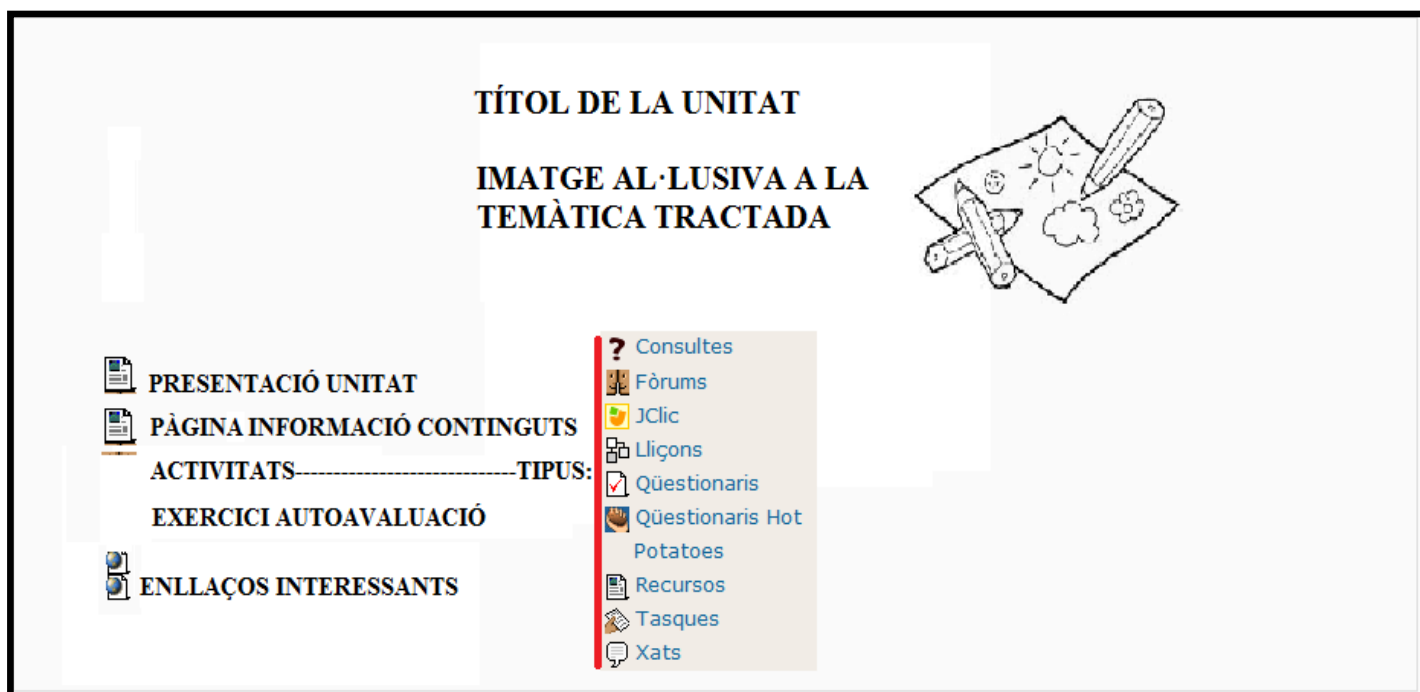 TÍTOL DE LA UNITAT
IMATGE AL·LUSIVA A LA
TEMÀTICA TRACTADA
PRESENTACIÓ UNITAT
PÀGINA INFORMACIÓ CONTINGUTS
ACTIVITATS-----------------------------TIPUS:
EXERCICI AUTOAVALUACIÓ
ENLLAÇOS INTERESSANTS
Consultes
Fòrums
JClic
Lliçons
Qüestionaris
Qüestionaris Hot
Potatoes
Recursos
Tasques
Xats